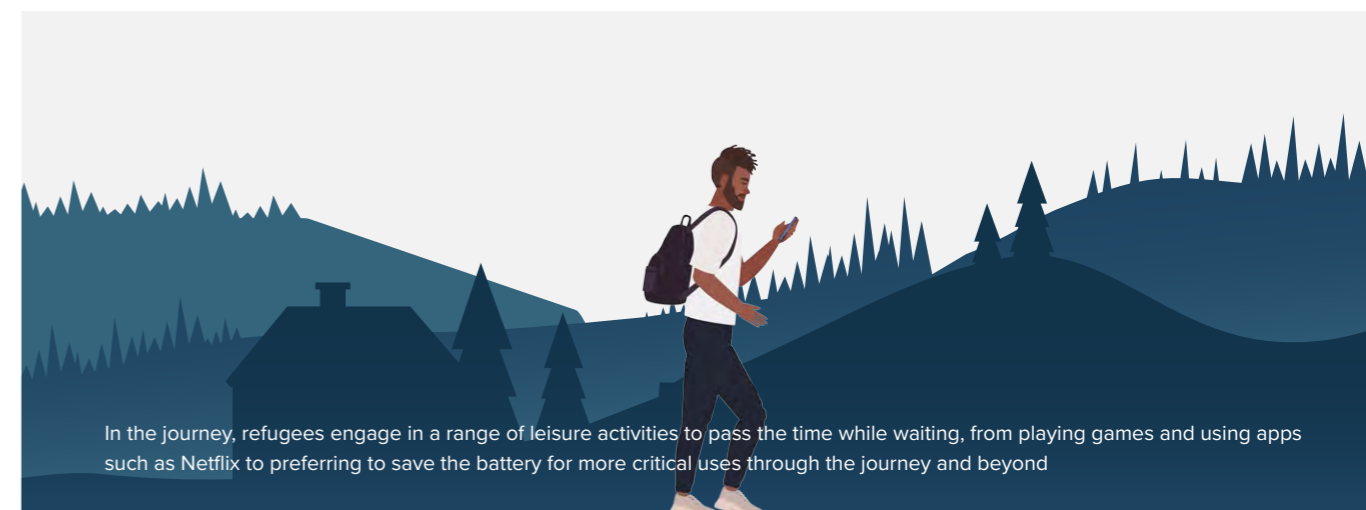 In the journey, refugees engage in a range of leisure activities to pass the time while waiting, from playing games and using apps
such as Netflix to preferring to save the battery for more critical uses through the journey and beyond